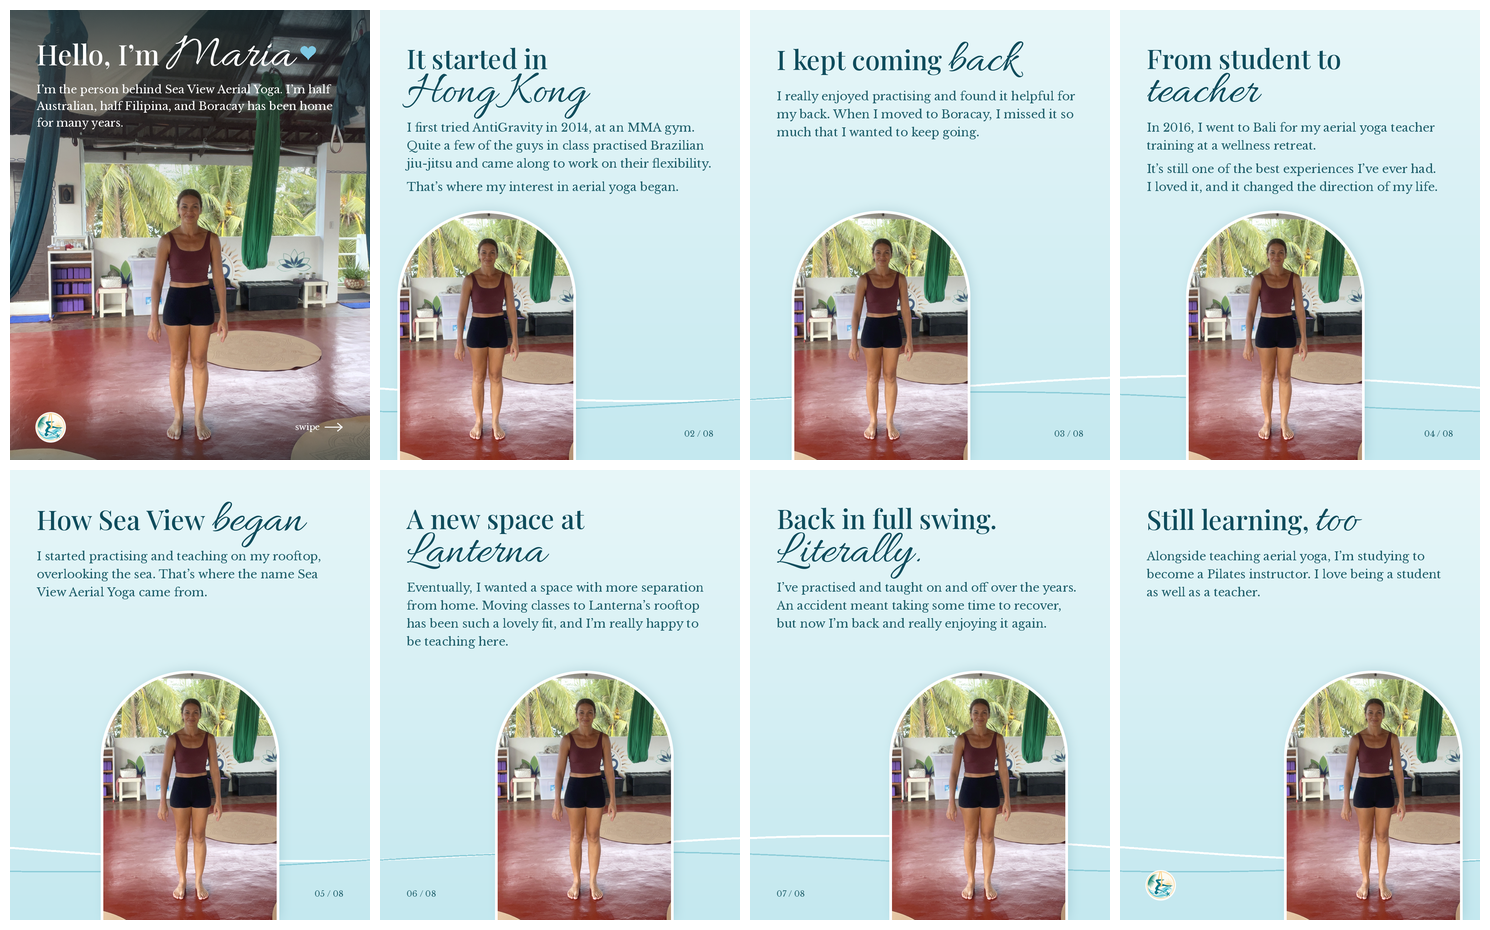 Hello, I’m Maria
I’m the person behind Sea View Aerial Yoga. I’m half
Australian, half Filipina, and Boracay has been home
for many years.
swipe
It started in
Hong Kong
I first tried AntiGravity in 2014, at an MMA gym.
Quite a few of the guys in class practised Brazilian
jiu-jitsu and came along to work on their flexibility.
That’s where my interest in aerial yoga began.
02 / 08
I kept coming back
I really enjoyed practising and found it helpful for
my back. When I moved to Boracay, I missed it so
much that I wanted to keep going.
03 / 08
From student to
teacher
In 2016, I went to Bali for my aerial yoga teacher
training at a wellness retreat.
It’s still one of the best experiences I’ve ever had.
I loved it, and it changed the direction of my life.
04 / 08
How Sea View began
I started practising and teaching on my rooftop,
overlooking the sea. That’s where the name Sea
View Aerial Yoga came from.
05 / 08
A new space at
Lanterna
Eventually, I wanted a space with more separation
from home. Moving classes to Lanterna’s rooftop
has been such a lovely fit, and I’m really happy to
be teaching here.
06 / 08
Back in full swing.
Literally.
I’ve practised and taught on and off over the years.
An accident meant taking some time to recover,
but now I’m back and really enjoying it again.
07 / 08
Still learning, too
Alongside teaching aerial yoga, I’m studying to
become a Pilates instructor. I love being a student
as well as a teacher.